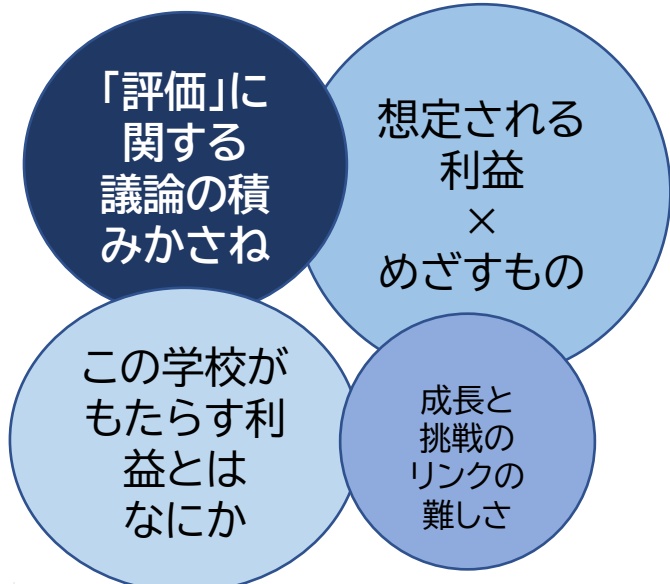 「評価」に
関する
議論の積
みかさね
想定される
利益
×
めざすもの
この学校が
もたらす利
益とは
なにか
成長と
挑戦の
リンクの
難しさ